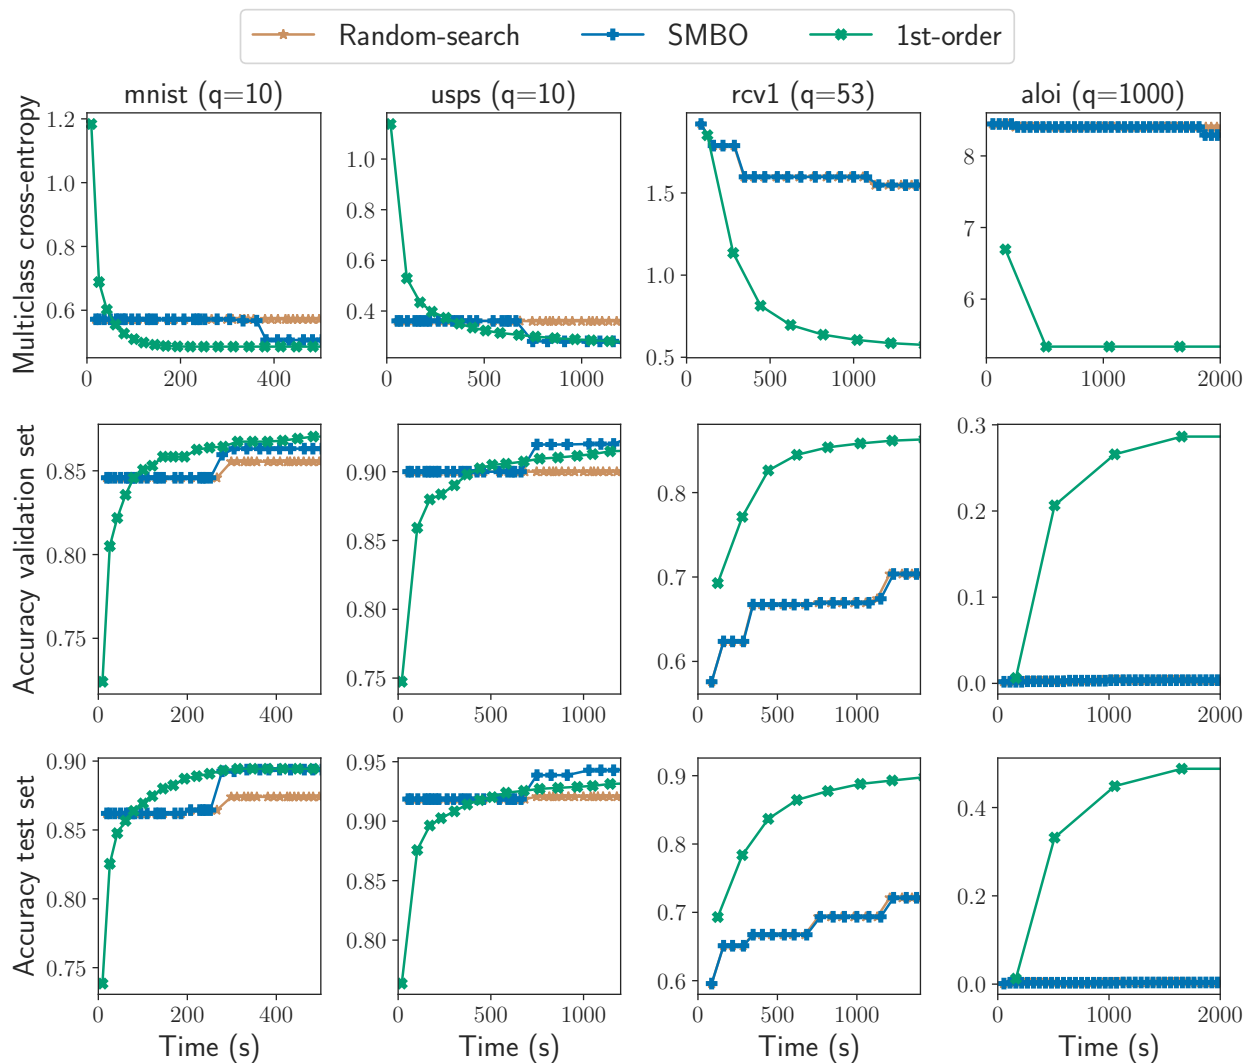 Random-search SMBO 1st-order
mnist (q=10) usps (q=10) rcv1 (q=53) aloi (q=1000)
Multiclass cross-entropy
1.2
1.0
0.8
0.6
0 200 400
1.0
0.8
0.6
0.4
0 500 1000
1.5
1.0
0.5
0 500 1000
8
7
6
0 1000 2000
Accuracy validation set
0.85
0.80
0.75
0 200 400
0.90
0.85
0.80
0.75
0 500 1000
0.8
0.7
0.6
0 500 1000
0.3
0.2
0.1
0.0
0 1000 2000
Accuracy test set
0.90
0.85
0.80
0.75
0 200 400
Time (s)
0.95
0.90
0.85
0.80
0 500 1000
Time (s)
0.9
0.8
0.7
0.6
0 500 1000
Time (s)
0.4
0.2
0.0
0 1000 2000
Time (s)